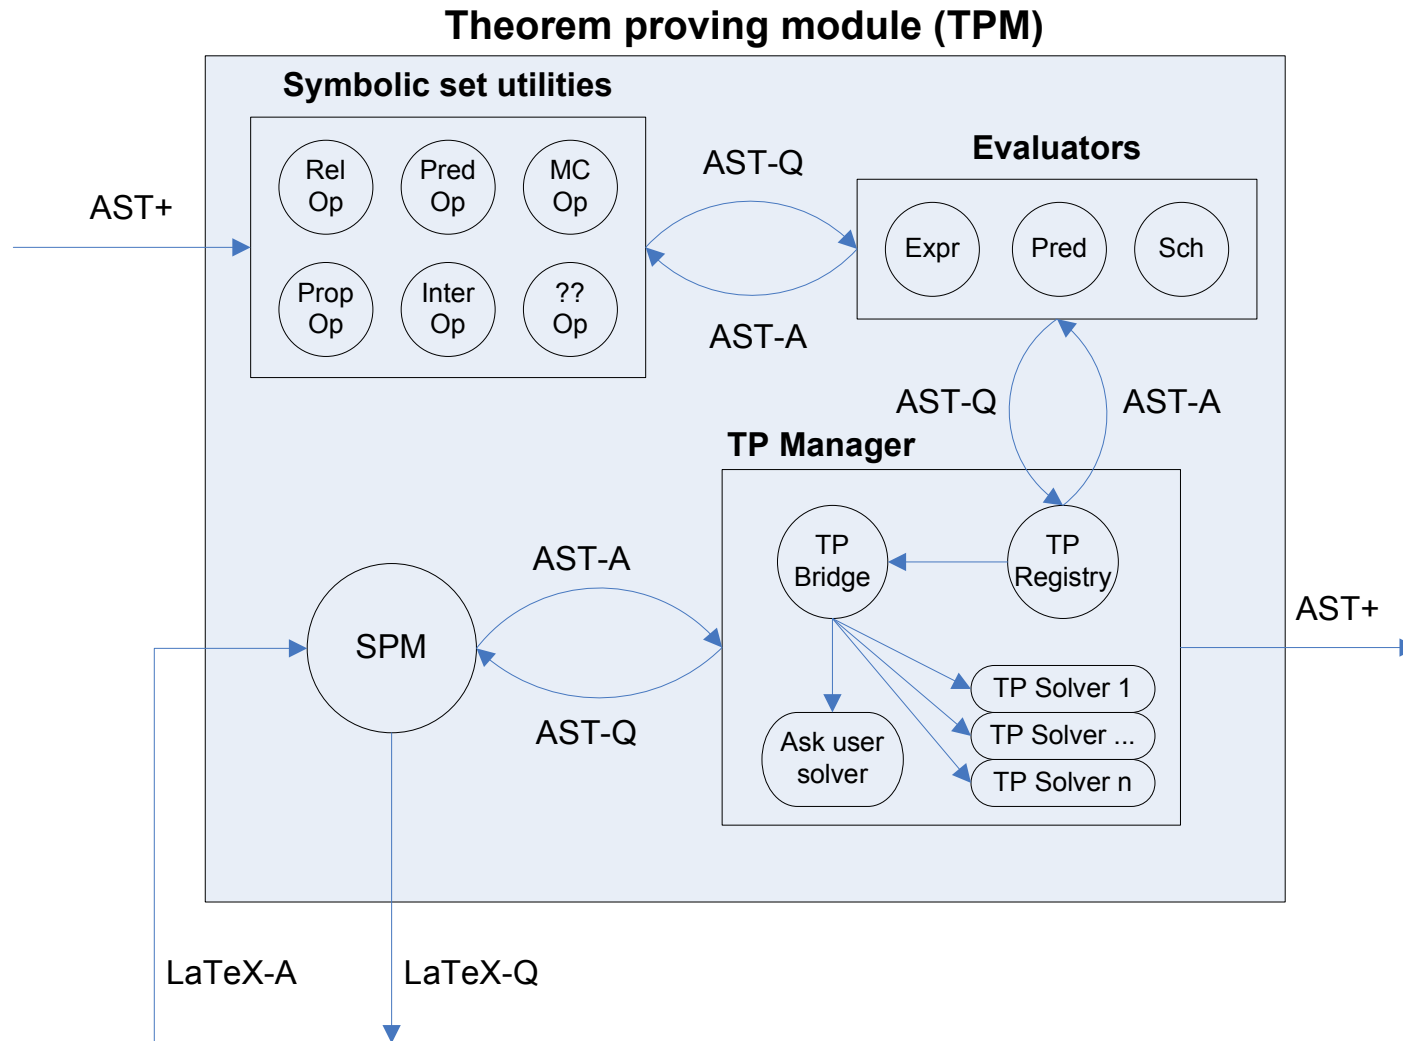 Theorem proving module (TPM)
Symbolic set utilities
Rel
Op
Pred
Op
MC
Op
Prop
Op
Inter
Op
??
Op
AST+
AST-Q
AST-A
Evaluators
Expr
Pred
Sch
AST-Q
AST-A
TP Manager
TP
Bridge
TP
Registry
TP Solver 1
TP Solver ...
TP Solver n
Ask user
solver
AST+
AST-A
AST-Q
SPM
LaTeX-A
LaTeX-Q